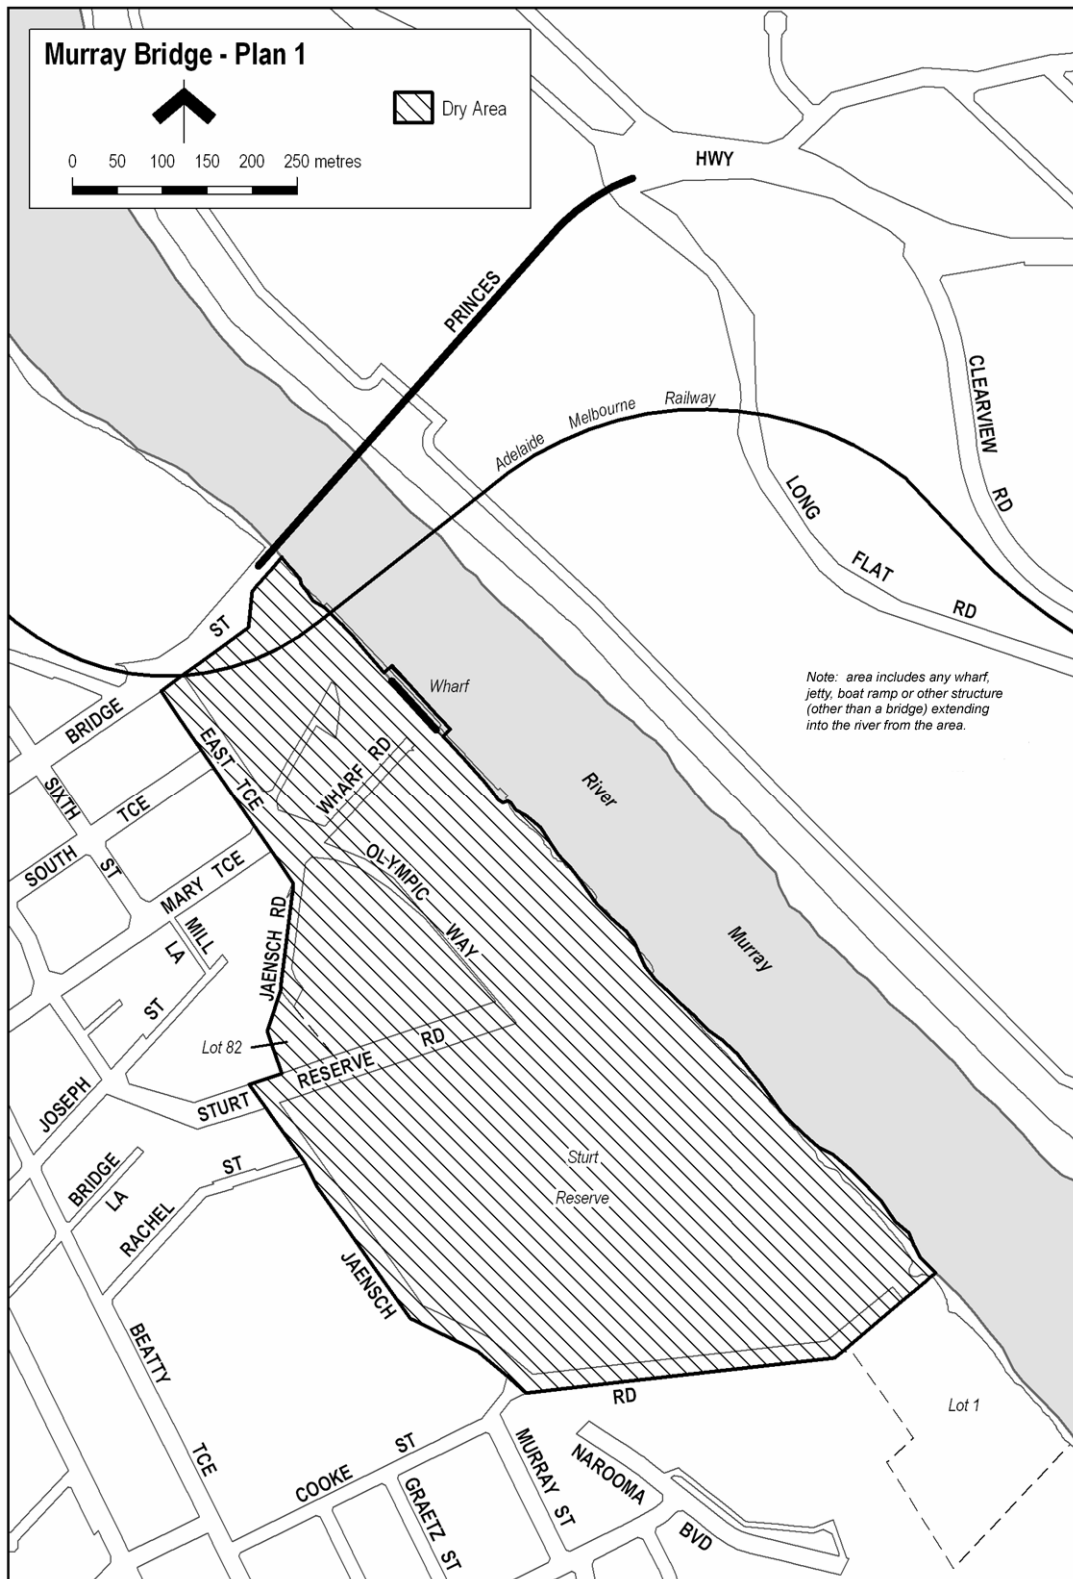 Murray Bridge - Plan 1
Dry Area
0 50 100 150 200 250 metres
HWY
PRINCES
CLEARVIEW
RD
Adelaide Melbourne Railway
LONG
FLAT
RD
ST
BRIDGE
Wharf
Note: area includes any wharf,
jetty, boat ramp or other structure
(other than a bridge) extending
into the river from the area.
EAST TCE
WHARF RD
River
SIXTH
ST
SOUTH
TCE
MARY TCE
OLYMPIC
WAY
JAENSCH RD
MILL
LA
Murray
JOSEPH
ST
Lot 82
STURT
RESERVE
RD
BRIDGE
LA
RACHEL
ST
Sturt
Reserve
JAENSCH
RD
BEATTY
TCE
Lot 1
COOKE
ST
GRAETZ ST
MURRAY ST
NAROOMA
BVD